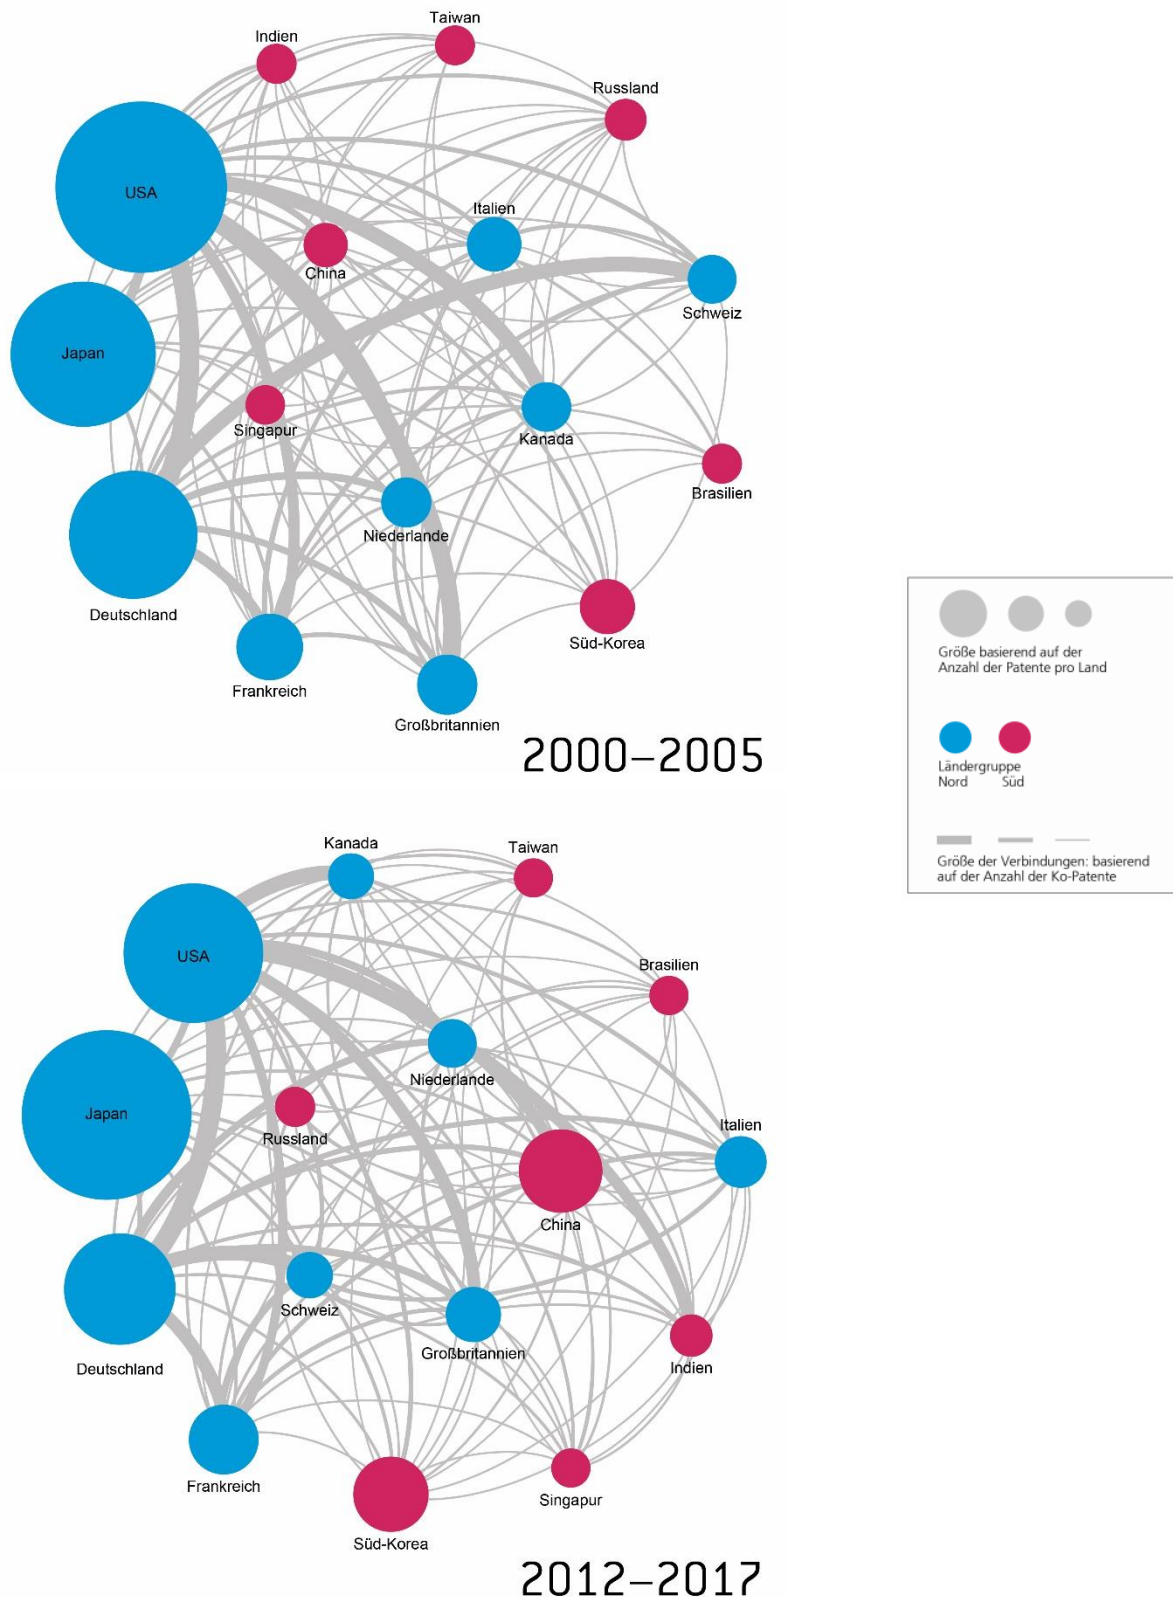 Taiwan
Indien
Russland
USA
Italien
China
Schweiz
Japan
Singapur
Kanada
Brasilien
Niederlande
Deutschland
Süd-Korea
Frankreich
Großbritannien
2000–2005
Größe basierend auf der
Anzahl der Patente pro Land
Ländergruppe
Nord Süd
Größe der Verbindungen: basierend
auf der Anzahl der Ko-Patente
Kanada
Taiwan
USA
Brasilien
Niederlande
Japan
Russland
Italien
China
Schweiz
Großbritannien
Deutschland
Indien
Frankreich
Singapur
Süd-Korea
2012–2017